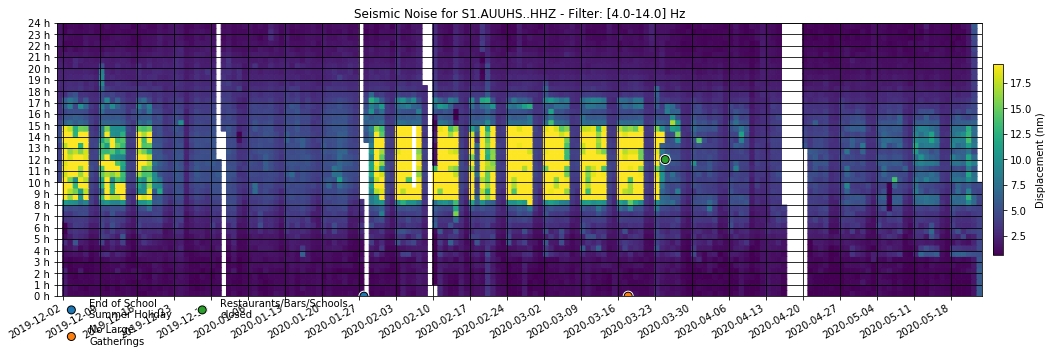 Seismic Noise for S1.AUUHS..HHZ - Filter: [4.0-14.0] Hz
24 h
23 h
22 h
21 h
20 h
19 h
18 h
17 h
16 h
15 h
14 h
13 h
12 h
11 h
10 h
9 h
8 h
7 h
6 h
5 h
4 h
3 h
2 h
1 h
0 h
17.5
15.0
12.5
10.0
7.5
5.0
2.5
Displacement (nm)
2019-12-02
2020-01-13
2020-01-20
2020-01-27
2020-02-03
2020-02-10
2020-02-17
2020-02-24
2020-03-02
2020-03-09
2020-03-16
2020-03-23
2020-03-30
2020-04-06
2020-04-13
2020-04-20
2020-04-27
2020-05-04
2020-05-11
2020-05-18
End of School
Summer Holiday
No Large
Gatherings
Restaurants/Bars/Schools
closed